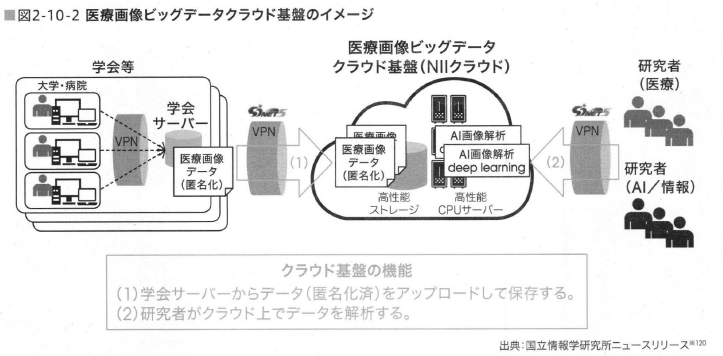 ■図2-10-2 医療画像ビッグデータクラウド基盤のイメージ
学会等
大学・病院
VPN
学会
サーバー
医療画像
データ
(匿名化)
SINET5
VPN
(1)
医療画像ビッグデータ
クラウド基盤(NIIクラウド)
医療画像
医療画像
データ
(匿名化)
高性能
ストレージ
AI画像解析
AI画像解析
deep learning
高性能
CPUサーバー
(2)
SINET5
VPN
研究者
(医療)
研究者
(AI/情報)
クラウド基盤の機能
(1)学会サーバーからデータ(匿名化済)をアップロードして保存する。
(2)研究者がクラウド上でデータを解析する。
出典:国立情報学研究所ニュースリリース※120